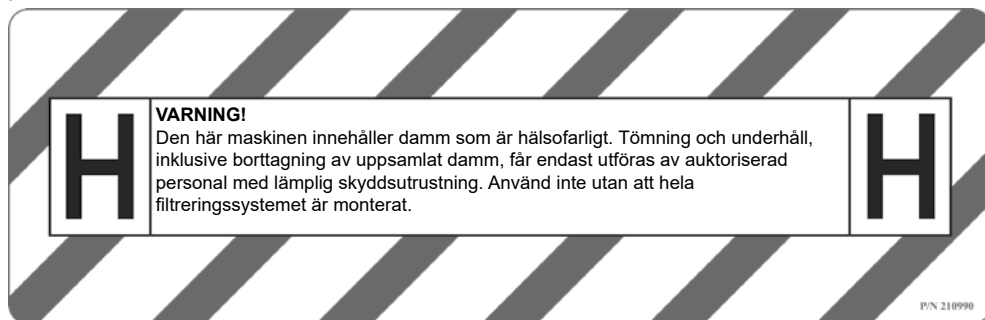 H
VARNING!
Den här maskinen innehåller damm som är hälsofarligt. Tömning och underhåll,
inklusive borttagning av uppsamlat damm, får endast utföras av auktoriserad
personal med lämplig skyddsutrustning. Använd inte utan att hela
filtreringssystemet är monterat.
H
P/N 210990